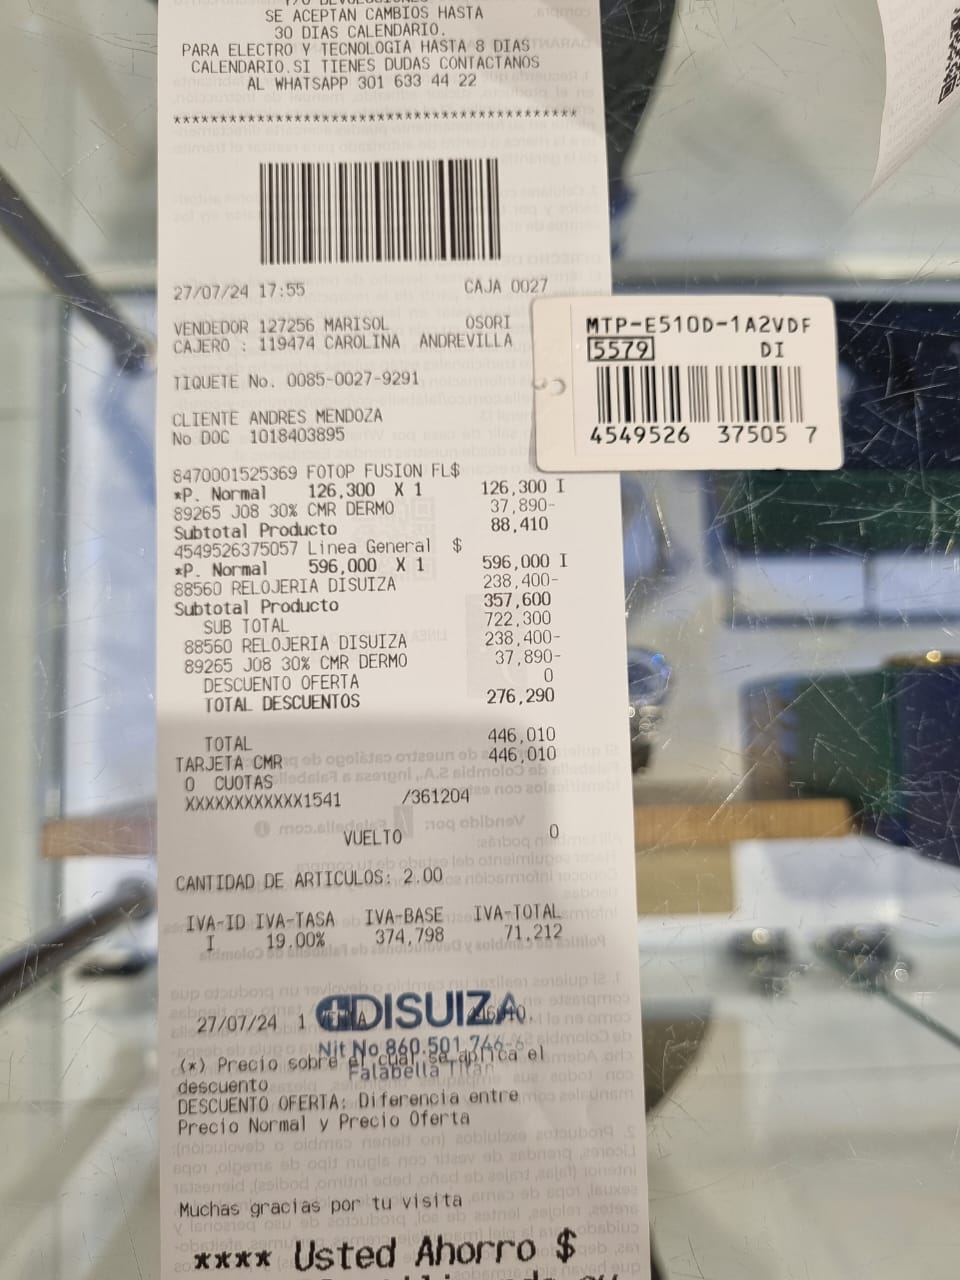 SE ACEPTAN CAMBIOS HASTA
30 DIAS CALENDARIO.
PARA ELECTRO Y TECNOLOGIA HASTA 8 DIAS
CALENDARIO.SI TIENES DUDAS CONTACTANOS
AL WHATSAPP 301 633 44 22
********************************************
27/07/24 17:55 CAJA 0027
VENDEDOR 127256 MARISOL OSORI
CAJERO : 119474 CAROLINA ANDREVILLA
TIQUETE No. 0085-0027-9291
CLIENTE ANDRES MENDOZA
No DOC 1018403895
8470001525369 FOTOP FUSION FL$
*P. Normal 126,300 X 1 126,300 I
89265 J08 30% CMR DERMO 37,890-
Subtotal Producto 88,410
4549526375057 Linea General $
*P. Normal 596,000 X 1 596,000 I
88560 RELOJERIA DISUIZA 238,400-
Subtotal Producto 357,600
SUB TOTAL 722,300
88560 RELOJERIA DISUIZA 238,400-
89265 J08 30% CMR DERMO 37,890-
DESCUENTO OFERTA 0
TOTAL DESCUENTOS 276,290
TOTAL 446,010
TARJETA CMR 446,010
0 CUOTAS
XXXXXXXXXXXX1541 /361204
VUELTO 0
CANTIDAD DE ARTICULOS: 2.00
IVA-ID IVA-TASA IVA-BASE IVA-TOTAL
I 19.00% 374,798 71,212
27/07/24 1
DISUIZA
Nit No 860.501.746-6
Falabella Titan
(*) Precio sobre el cual se aplica el
descuento
DESCUENTO OFERTA: Diferencia entre
Precio Normal y Precio Oferta
Muchas gracias por tu visita
**** Usted Ahorro $
MTP-E510D-1A2VDF
5579 DI
4549526 37505 7